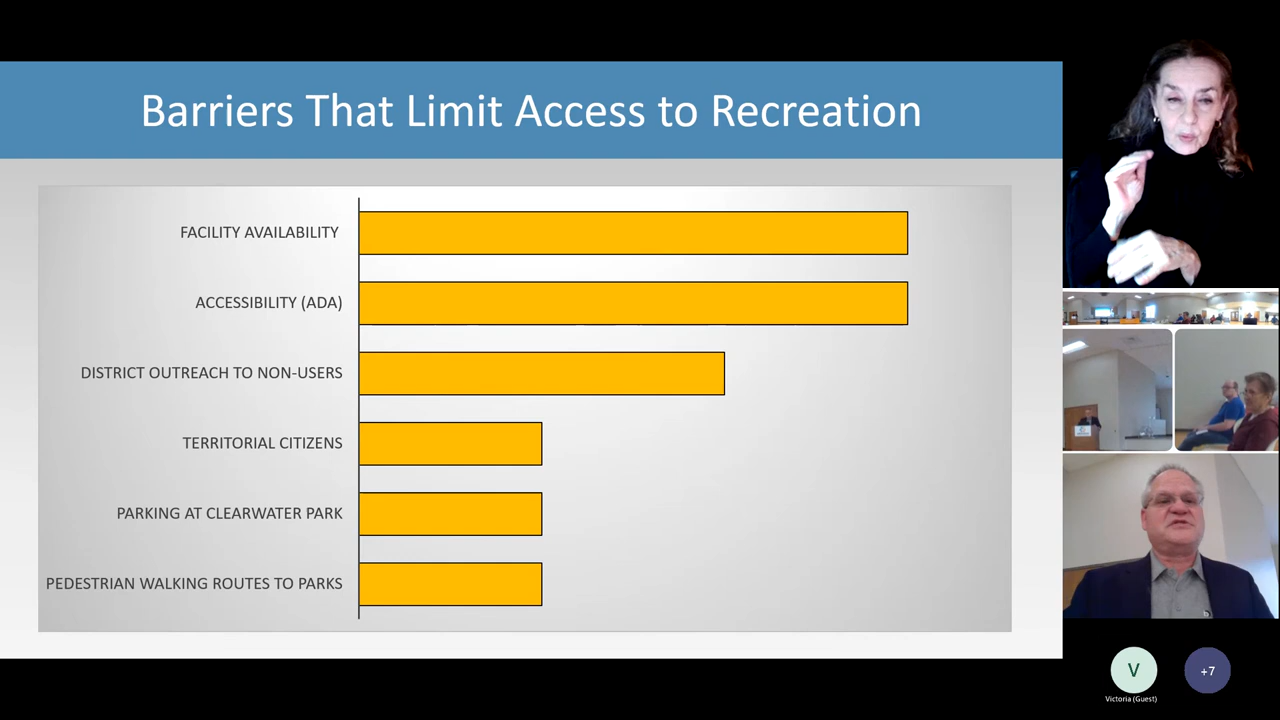 Barriers That Limit Access to Recreation
FACILITY AVAILABILITY
ACCESSIBILITY (ADA)
DISTRICT OUTREACH TO NON-USERS
TERRITORIAL CITIZENS
PARKING AT CLEARWATER PARK
PEDESTRIAN WALKING ROUTES TO PARKS
V
+7
Victoria (Guest)